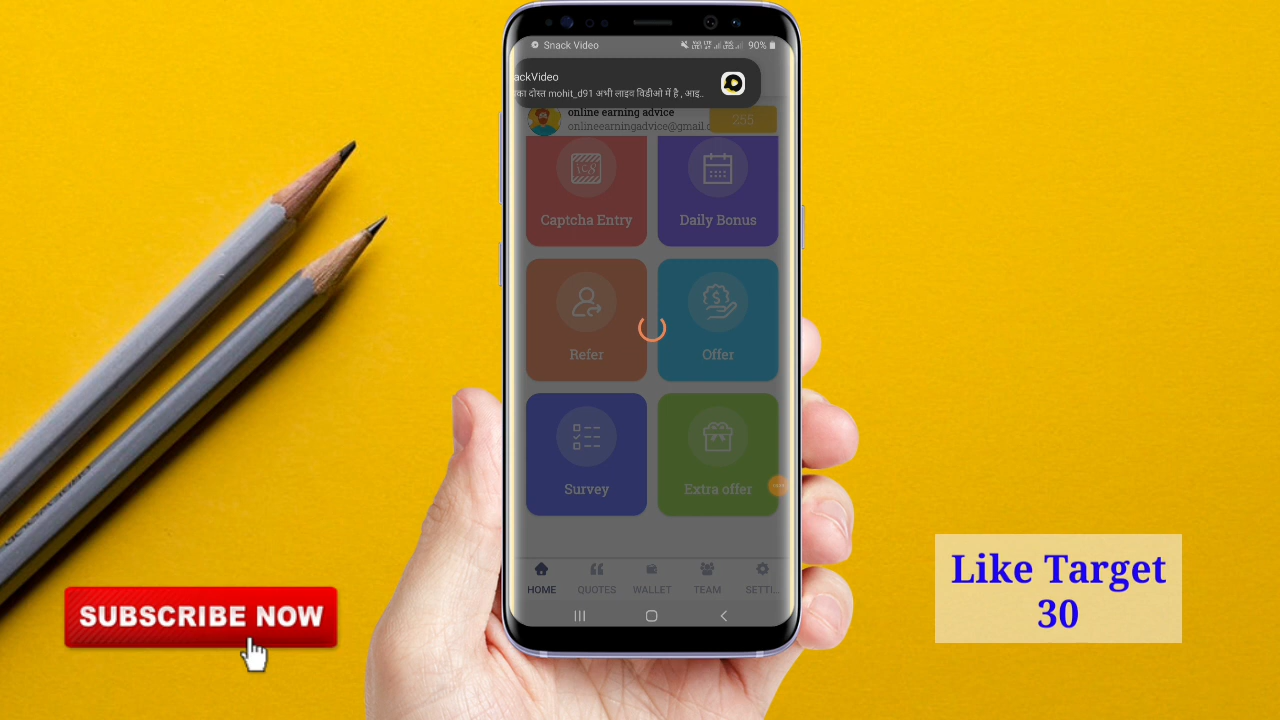 Snack Video
90%
ackVideo
का दोस्त mohit_d91 अभी लाइव विडीओ में है , आइ..
online earning advice
onlineearningadvice@gmail.c
255
Captcha Entry
Daily Bonus
Refer
Offer
Survey
Extra offer
HOME
QUOTES
WALLET
TEAM
SETTI...
SUBSCRIBE NOW
Like Target
30